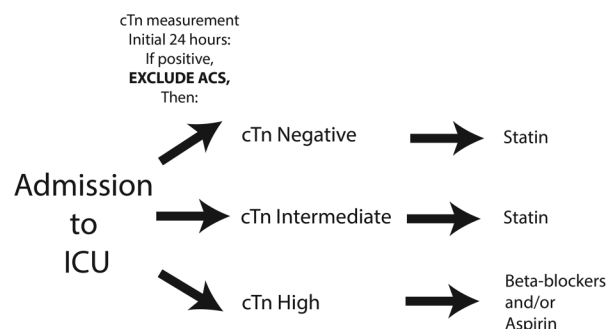 cTn measurement
Initial 24 hours:
If positive,
EXCLUDE ACS,
Then:
Admission
to
ICU
cTn Negative
Statin
cTn Intermediate
Statin
cTn High
Beta-blockers
and/or
Aspirin